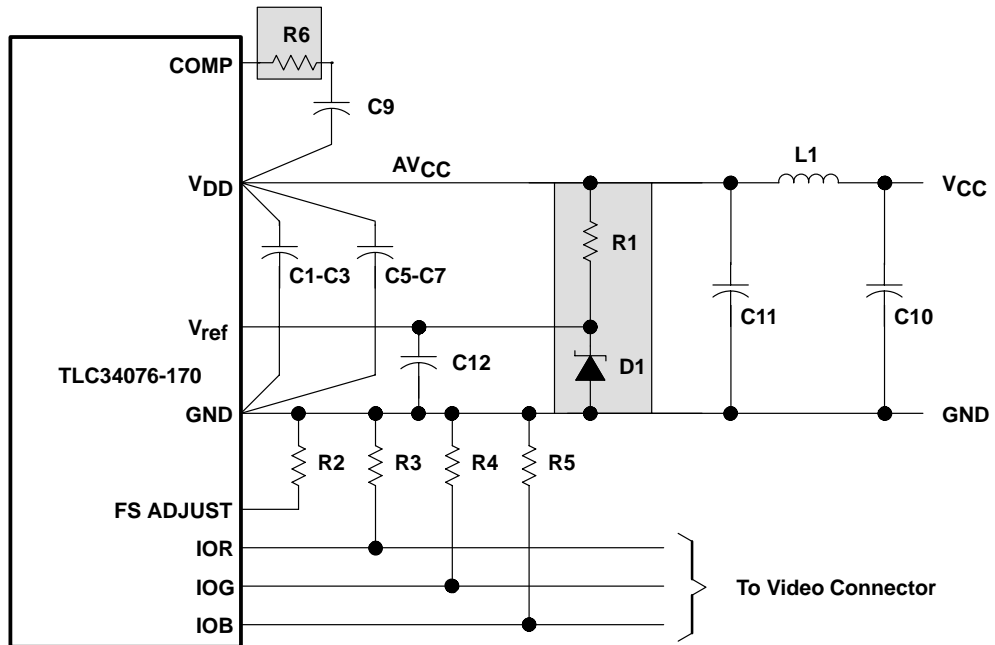 R6
COMP
C9
AVCC
L1
VDD
VCC
R1
C1-C3
C5-C7
C11
C10
Vref
C12
D1
TLC34076-170
GND
GND
R2
R3
R4
R5
FS ADJUST
IOR
IOG
To Video Connector
IOB